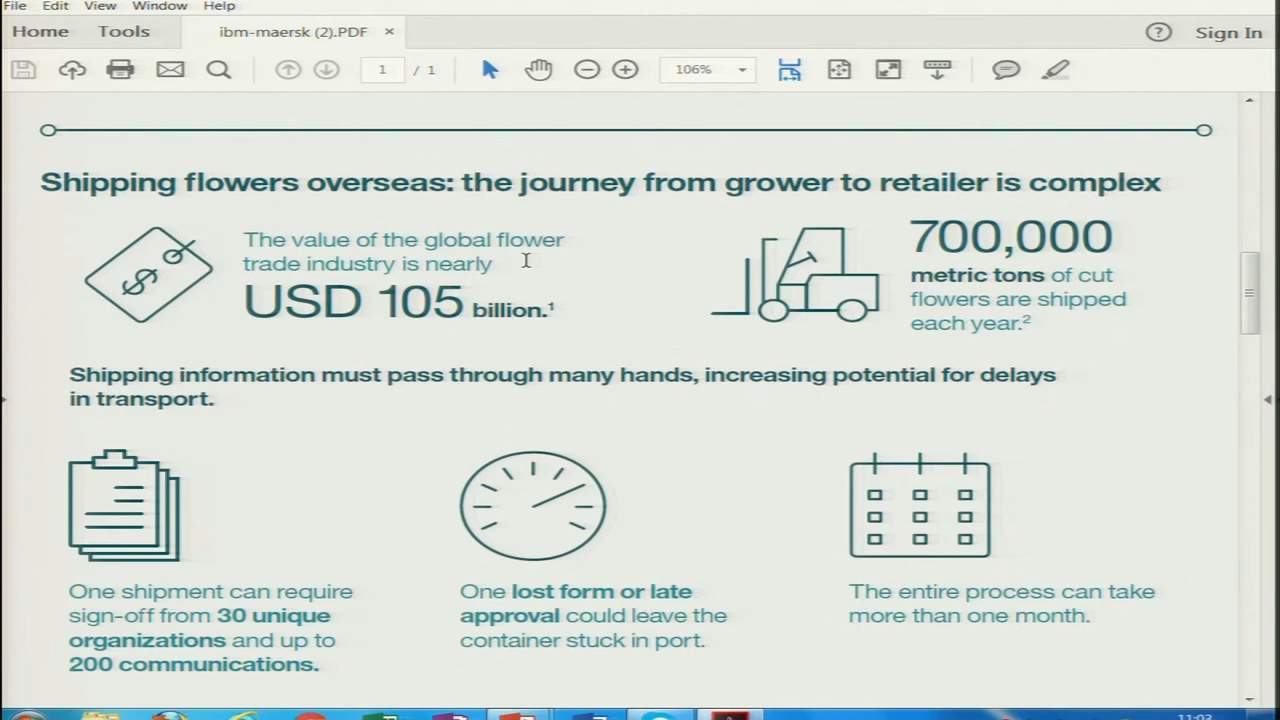 File Edit View Window Help
Home Tools ibm-maersk (2).PDF × ? Sign In
1 / 1 106%
Shipping flowers overseas: the journey from grower to retailer is complex
The value of the global flower
trade industry is nearly
USD 105 billion.¹
700,000
metric tons of cut
flowers are shipped
each year.²
Shipping information must pass through many hands, increasing potential for delays
in transport.
One shipment can require
sign-off from 30 unique
organizations and up to
200 communications.
One lost form or late
approval could leave the
container stuck in port.
The entire process can take
more than one month.
11:03